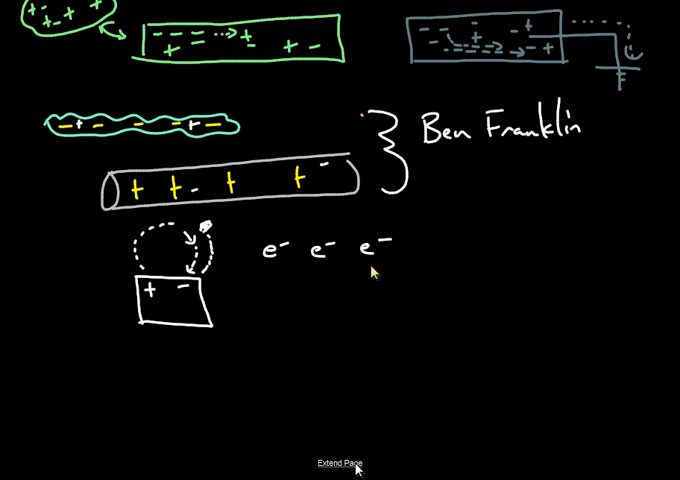 Ben Franklin
e⁻ e⁻ e⁻
+ −
Extend Page